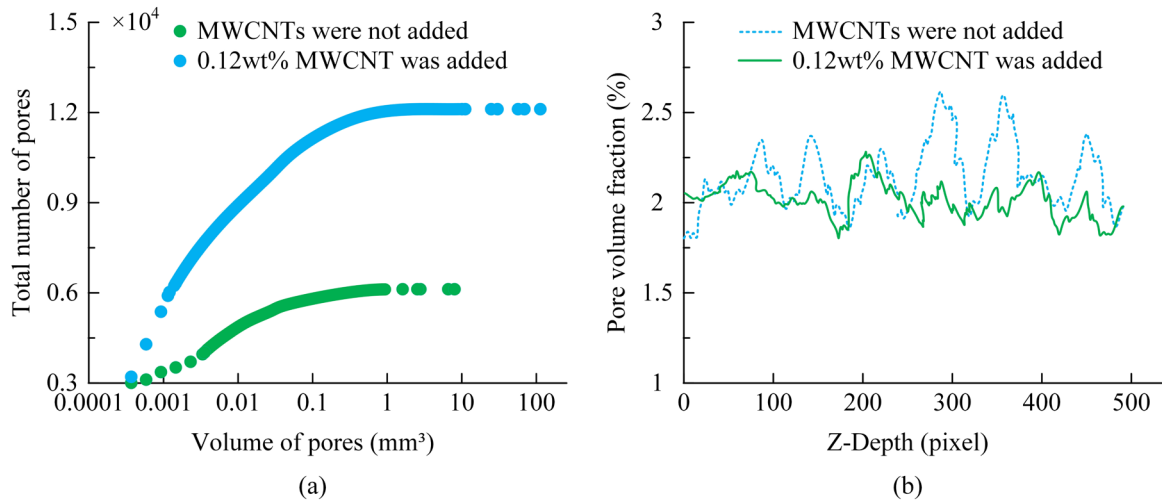 ×10⁴
1.5
1.2
0.9
0.6
0.3
Total number of pores
MWCNTs were not added
0.12wt% MWCNT was added
0.0001 0.001 0.01 0.1 1 10 100
Volume of pores (mm³)
(a)
3
2.5
2
1.5
1
Pore volume fraction (%)
MWCNTs were not added
0.12wt% MWCNT was added
0 100 200 300 400 500
Z-Depth (pixel)
(b)